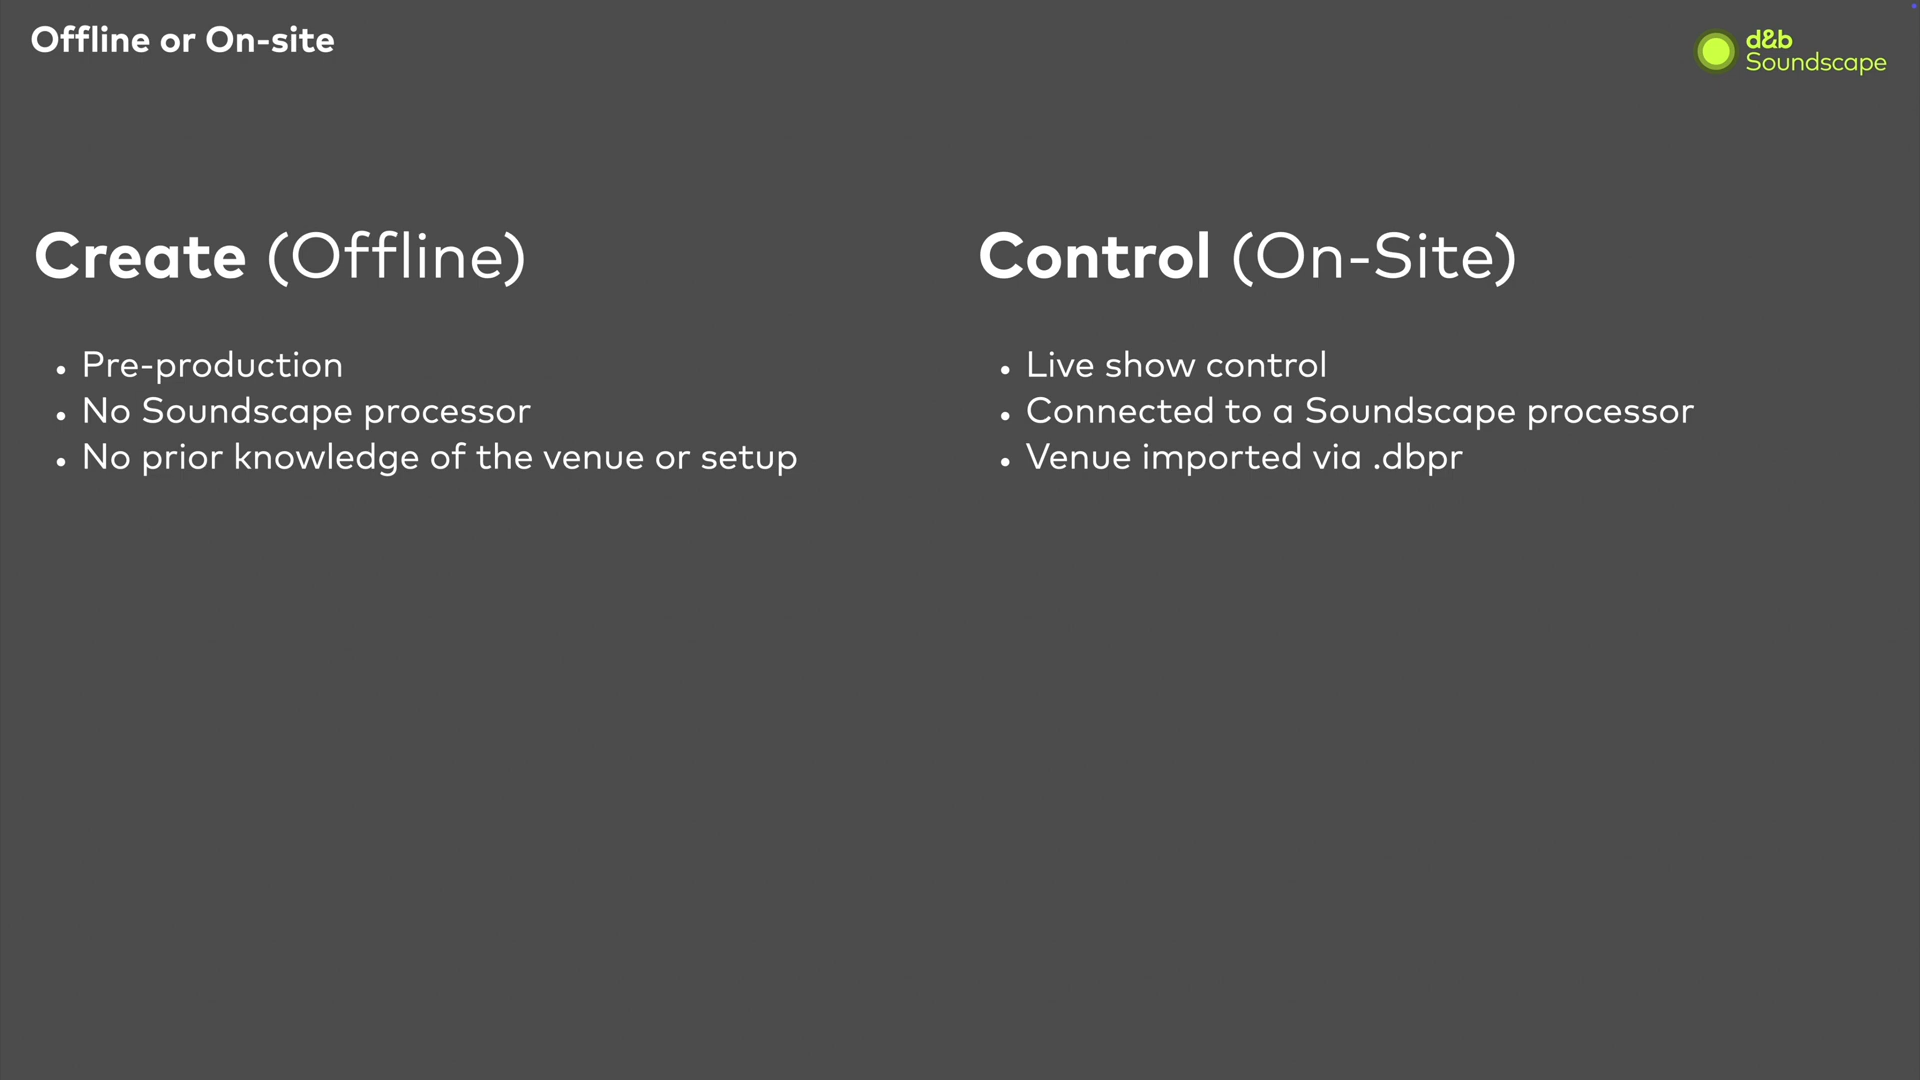 Offline or On-site
d&b
Soundscape
Create (Offline)
• Pre-production
• No Soundscape processor
• No prior knowledge of the venue or setup
Control (On-Site)
• Live show control
• Connected to a Soundscape processor
• Venue imported via .dbpr